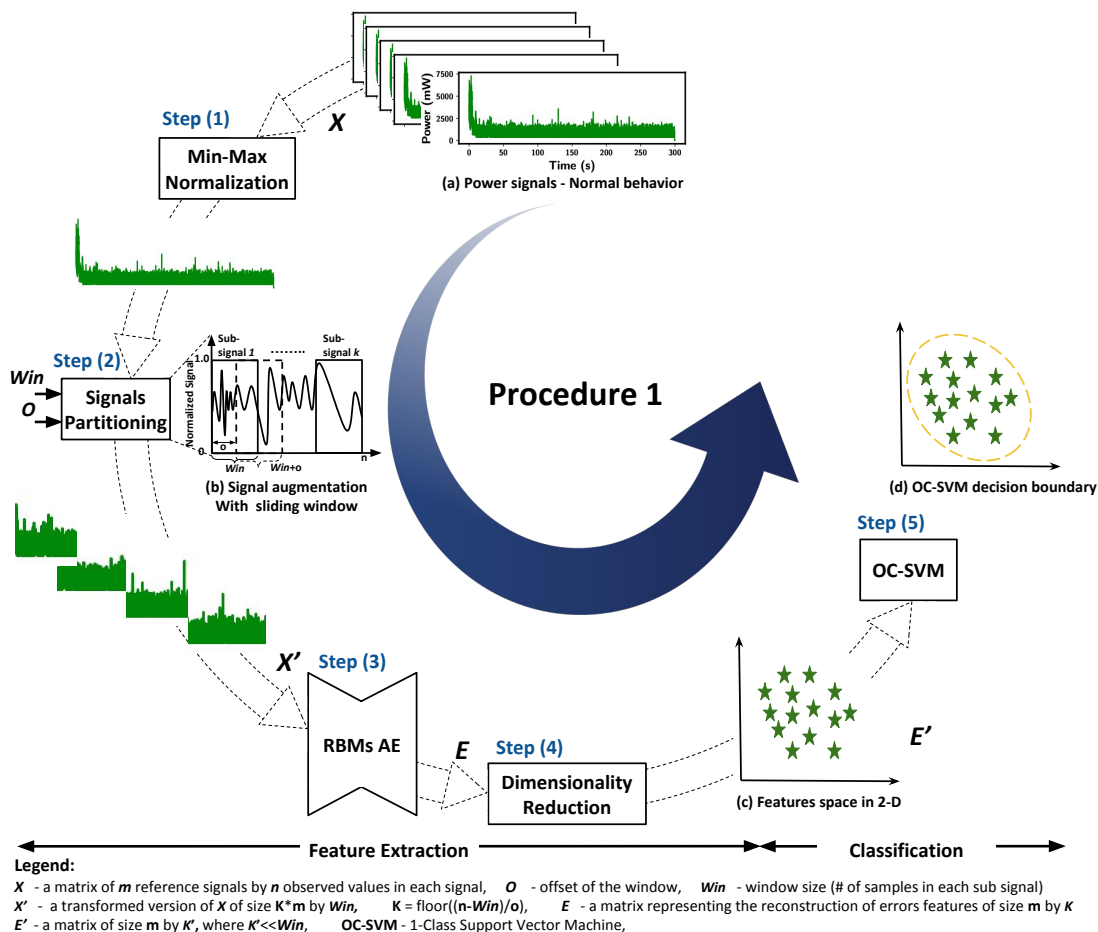 7500
5000
2500
0
Power (mW)
0 50 100 150 200 250 300
Time (s)
(a) Power signals - Normal behavior
X
Step (1)
Min-Max
Normalization
Step (2)
Win
O
Signals
Partitioning
Sub-
signal 1
........
Sub-
signal k
1.0
0
Normalized Signal
o
n
Win
Win+o
(b) Signal augmentation
With sliding window
Procedure 1
X'
Step (3)
RBMs AE
E
Step (4)
Dimensionality
Reduction
(c) Features space in 2-D
E'
Step (5)
OC-SVM
(d) OC-SVM decision boundary
Feature Extraction
Classification
Legend:
X - a matrix of m reference signals by n observed values in each signal, O - offset of the window, Win - window size (# of samples in each sub signal)
X' - a transformed version of X of size K*m by Win, K = floor((n-Win)/o), E - a matrix representing the reconstruction of errors features of size m by K
E' - a matrix of size m by K', where K'<<Win, OC-SVM - 1-Class Support Vector Machine,